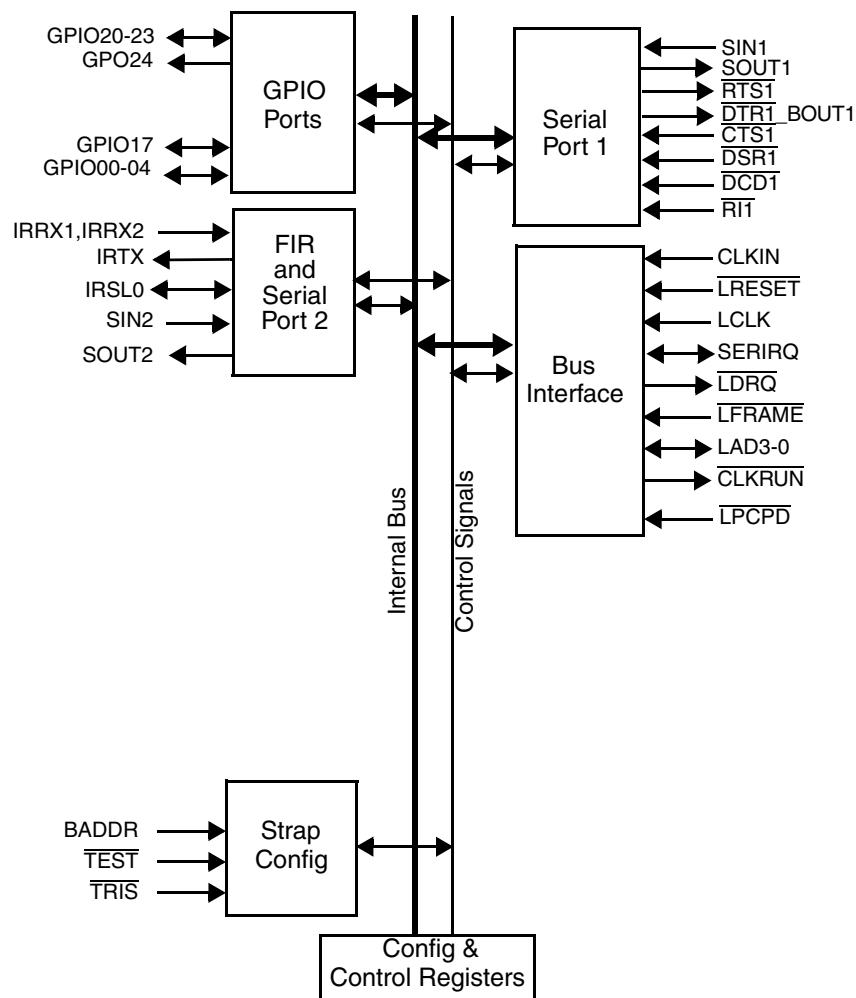 GPIO20-23
GPO24
GPIO17
GPIO00-04
GPIO
Ports
SIN1
SOUT1
RTS1
DTR1_BOUT1
CTS1
DSR1
DCD1
RI1
Serial
Port 1
IRRX1,IRRX2
IRTX
IRSL0
SIN2
SOUT2
FIR
and
Serial
Port 2
CLKIN
LRESET
LCLK
SERIRQ
LDRQ
LFRAME
LAD3-0
CLKRUN
LPCPD
Bus
Interface
Internal Bus
Control Signals
BADDR
TEST
TRIS
Strap
Config
Config &
Control Registers